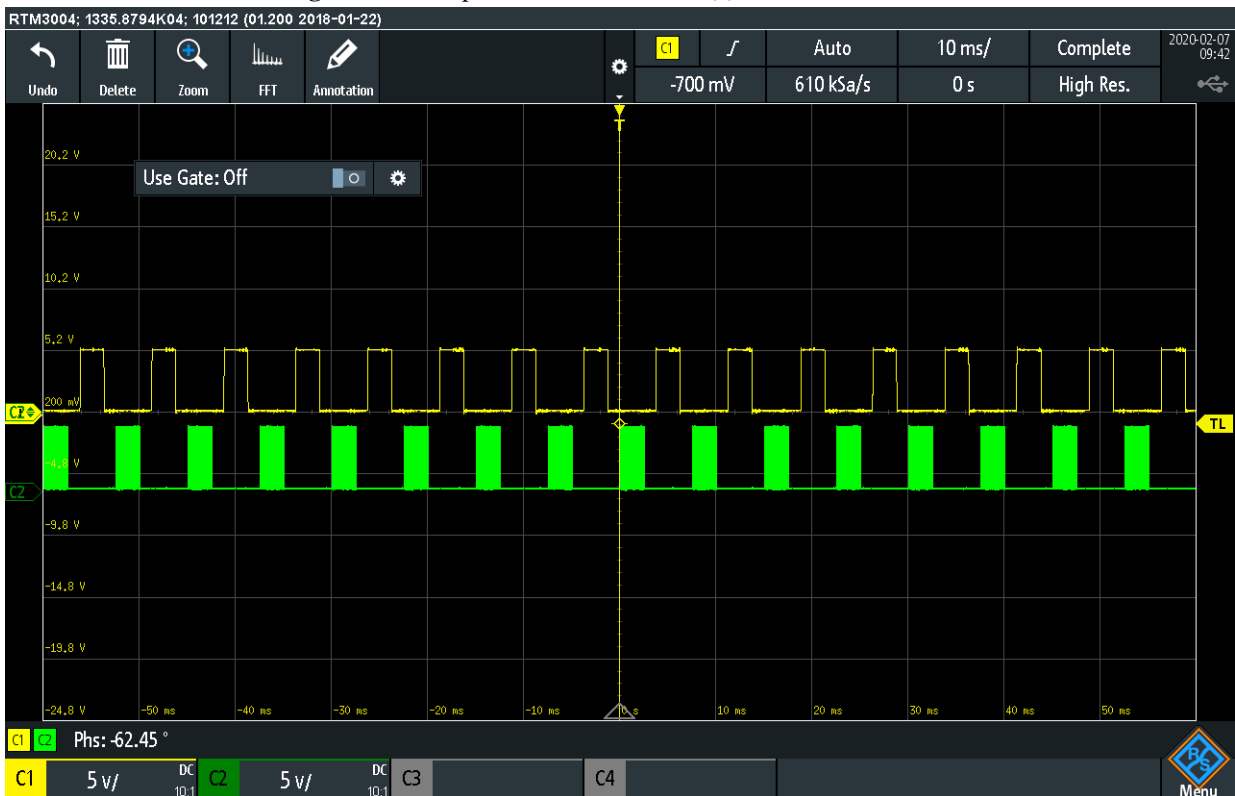 RTM3004; 1335.8794K04; 101212 (01.200 2018-01-22)
Undo Delete Zoom FFT Annotation
C1 Auto 10 ms/ Complete 2020-02-07
09:42
-700 mV 610 kSa/s 0 s High Res.
T
20.2 V
Use Gate: Off
15.2 V
10.2 V
5.2 V
200 mV
TL
-4.8 V
C2
-9.8 V
-14.8 V
-19.8 V
-24.8 V -50 ms -40 ms -30 ms -20 ms -10 ms 0 s 10 ms 20 ms 30 ms 40 ms 50 ms
C1 C2 Phs: -62.45 °
C1 5 V/ DC 10:1 C2 5 V/ DC 10:1 C3 C4 Menu
R S